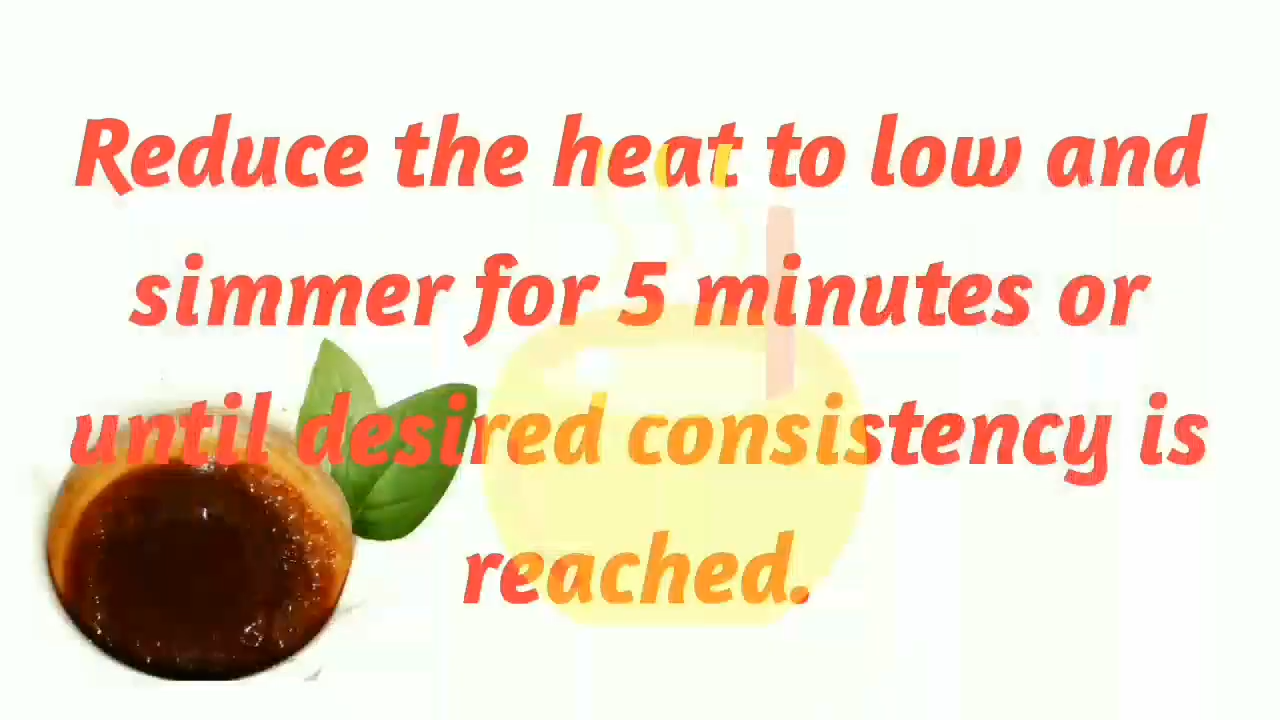 Reduce the heat to low and
simmer for 5 minutes or
until desired consistency is
reached.